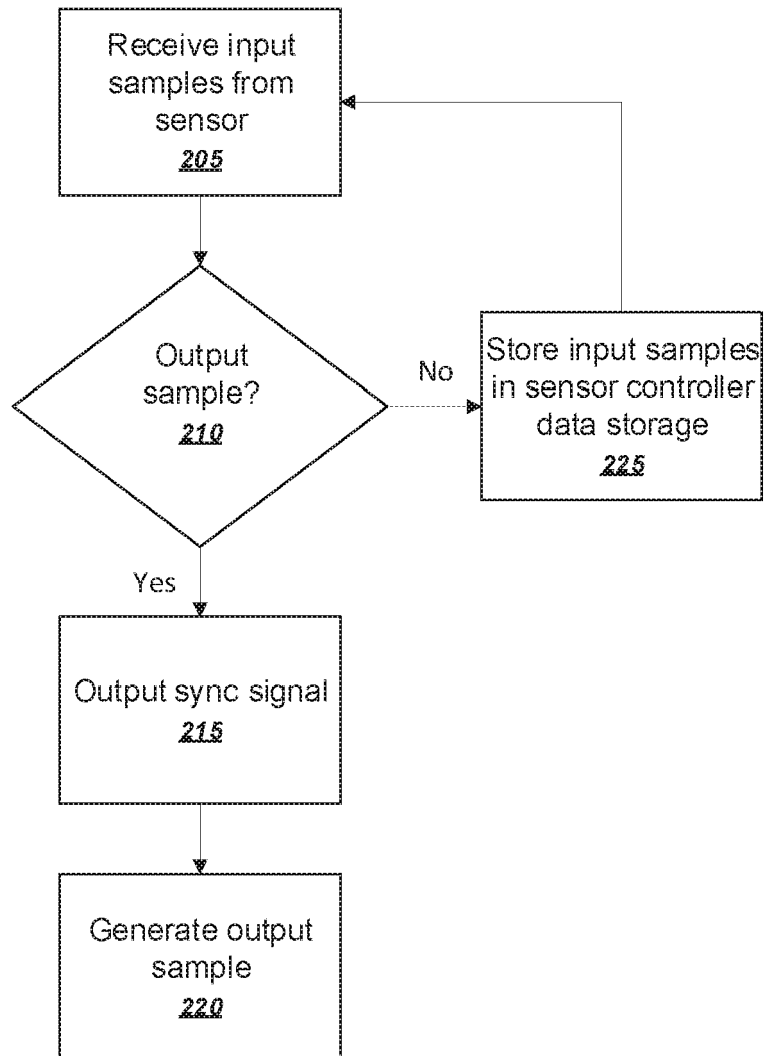 Receive input
samples from
sensor
205
Output
sample?
210
No
Store input samples
in sensor controller
data storage
225
Yes
Output sync signal
215
Generate output
sample
220